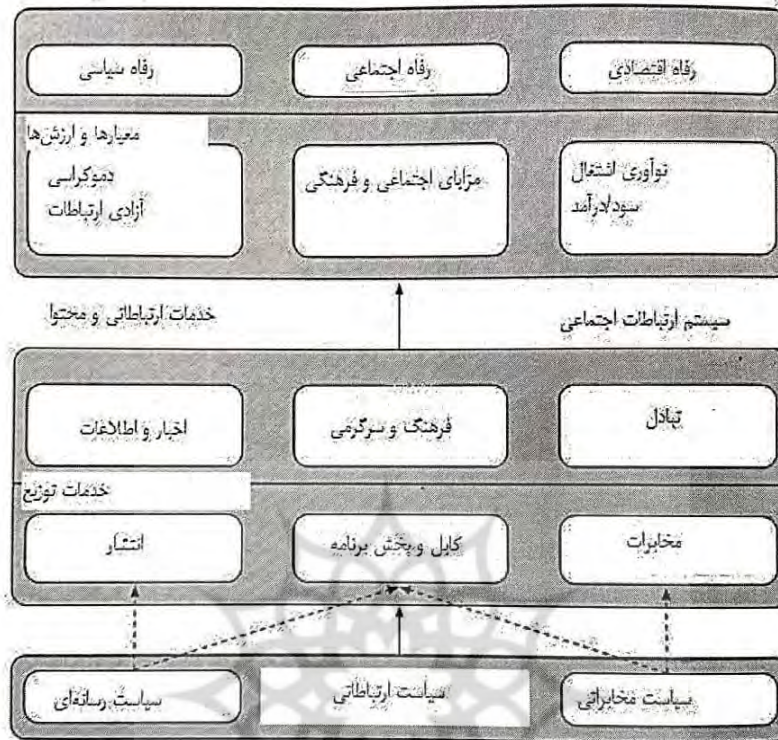 رفاه اقتصادی
رفاه اجتماعی
رفاه سیاسی
معیارها و ارزش‌ها
نوآوری اشتغال
سود/درآمد
مزایای اجتماعی و فرهنگی
دموکراسی
آزادی ارتباطات
سیستم ارتباطات اجتماعی
خدمات ارتباطاتی و محتوا
تبادل
فرهنگ و سرگرمی
اخبار و اطلاعات
خدمات توزیع
مخابرات
کابل و پخش برنامه
انتشار
سیاست مخابراتی
سیاست ارتباطاتی
سیاست رسانه‌ای